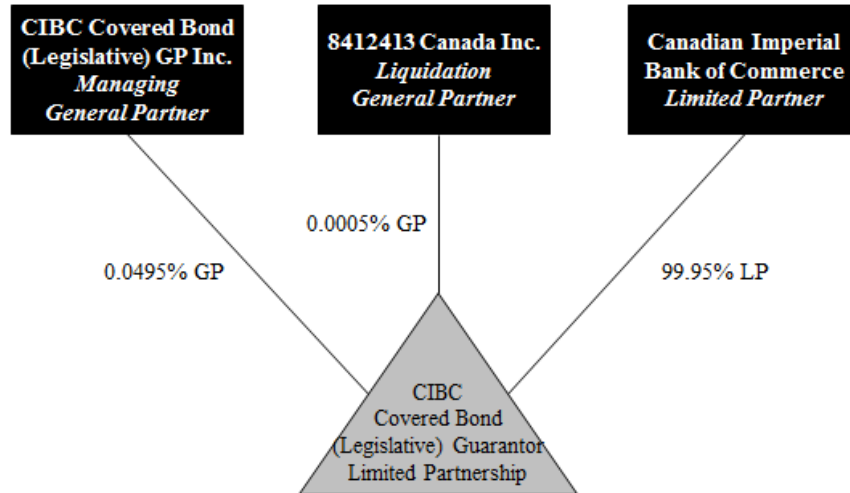 CIBC Covered Bond
(Legislative) GP Inc.
Managing
General Partner
8412413 Canada Inc.
Liquidation
General Partner
Canadian Imperial
Bank of Commerce
Limited Partner
0.0005% GP
0.0495% GP
99.95% LP
CIBC
Covered Bond
(Legislative) Guarantor
Limited Partnership